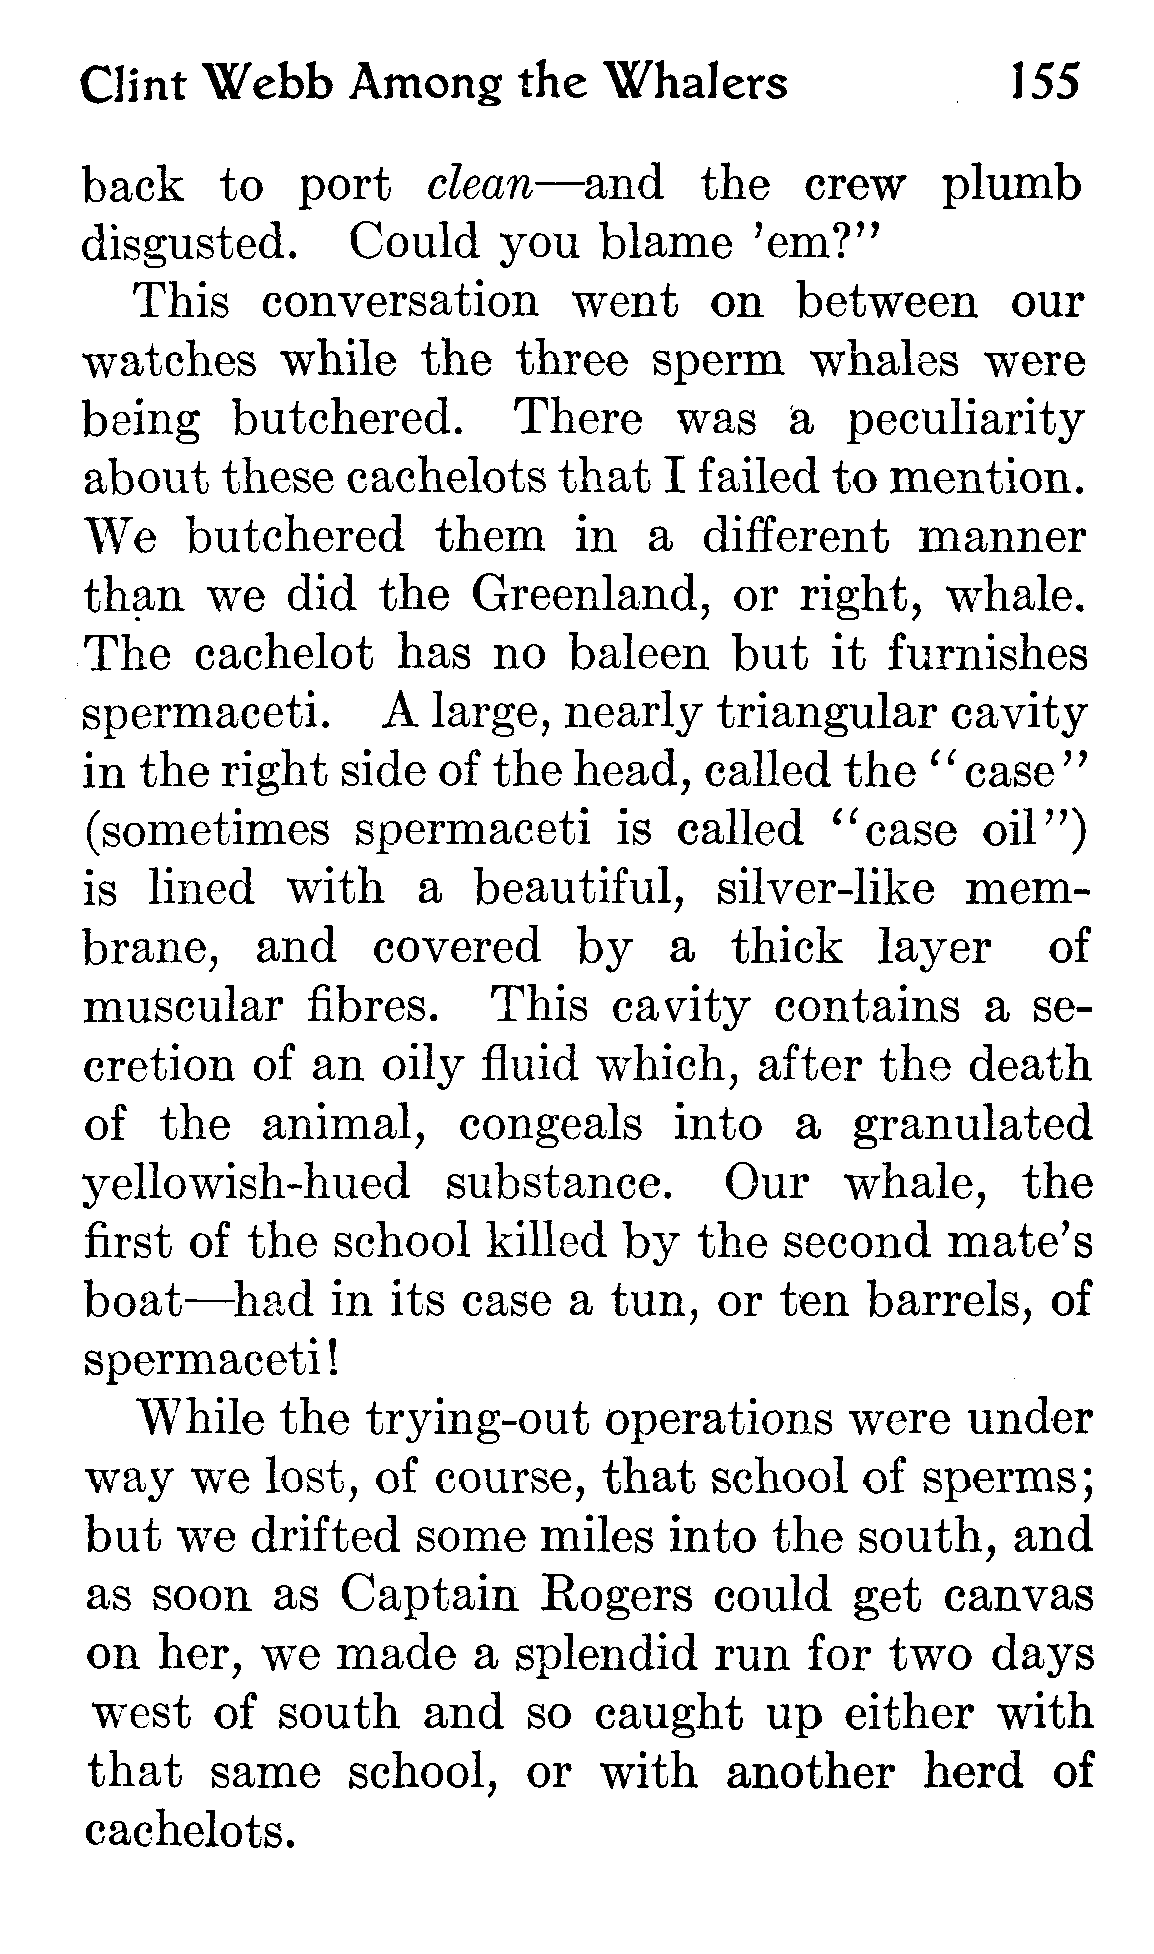 Clint Webb Among the Whalers 155
back to port clean—and the crew plumb
disgusted. Could you blame 'em?"
This conversation went on between our
watches while the three sperm whales were
being butchered. There was a peculiarity
about these cachelots that I failed to mention.
We butchered them in a different manner
than we did the Greenland, or right, whale.
The cachelot has no baleen but it furnishes
spermaceti. A large, nearly triangular cavity
in the right side of the head, called the "case"
(sometimes spermaceti is called "case oil")
is lined with a beautiful, silver-like mem-
brane, and covered by a thick layer of
muscular fibres. This cavity contains a se-
cretion of an oily fluid which, after the death
of the animal, congeals into a granulated
yellowish-hued substance. Our whale, the
first of the school killed by the second mate's
boat—had in its case a tun, or ten barrels, of
spermaceti!
While the trying-out operations were under
way we lost, of course, that school of sperms;
but we drifted some miles into the south, and
as soon as Captain Rogers could get canvas
on her, we made a splendid run for two days
west of south and so caught up either with
that same school, or with another herd of
cachelots.